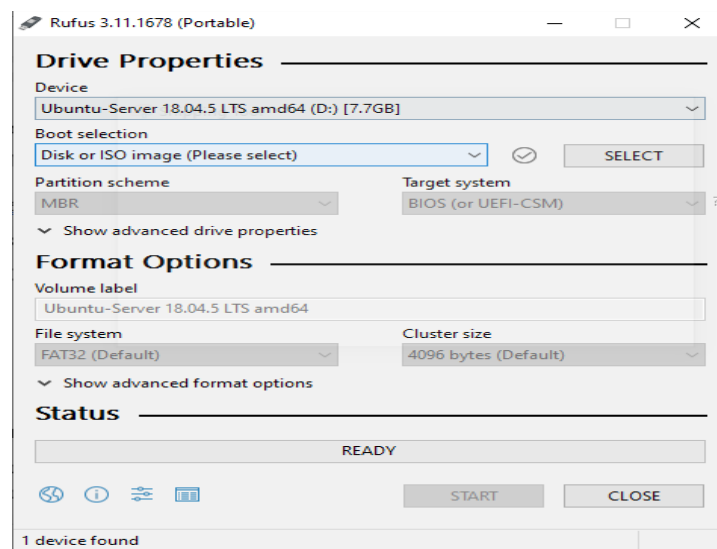 Rufus 3.11.1678 (Portable)
Drive Properties
Device
Ubuntu-Server 18.04.5 LTS amd64 (D:) [7.7GB]
Boot selection
Disk or ISO image (Please select)
SELECT
Partition scheme
Target system
MBR
BIOS (or UEFI-CSM)
?
Show advanced drive properties
Format Options
Volume label
Ubuntu-Server 18.04.5 LTS amd64
File system
Cluster size
FAT32 (Default)
4096 bytes (Default)
Show advanced format options
Status
READY
START
CLOSE
1 device found